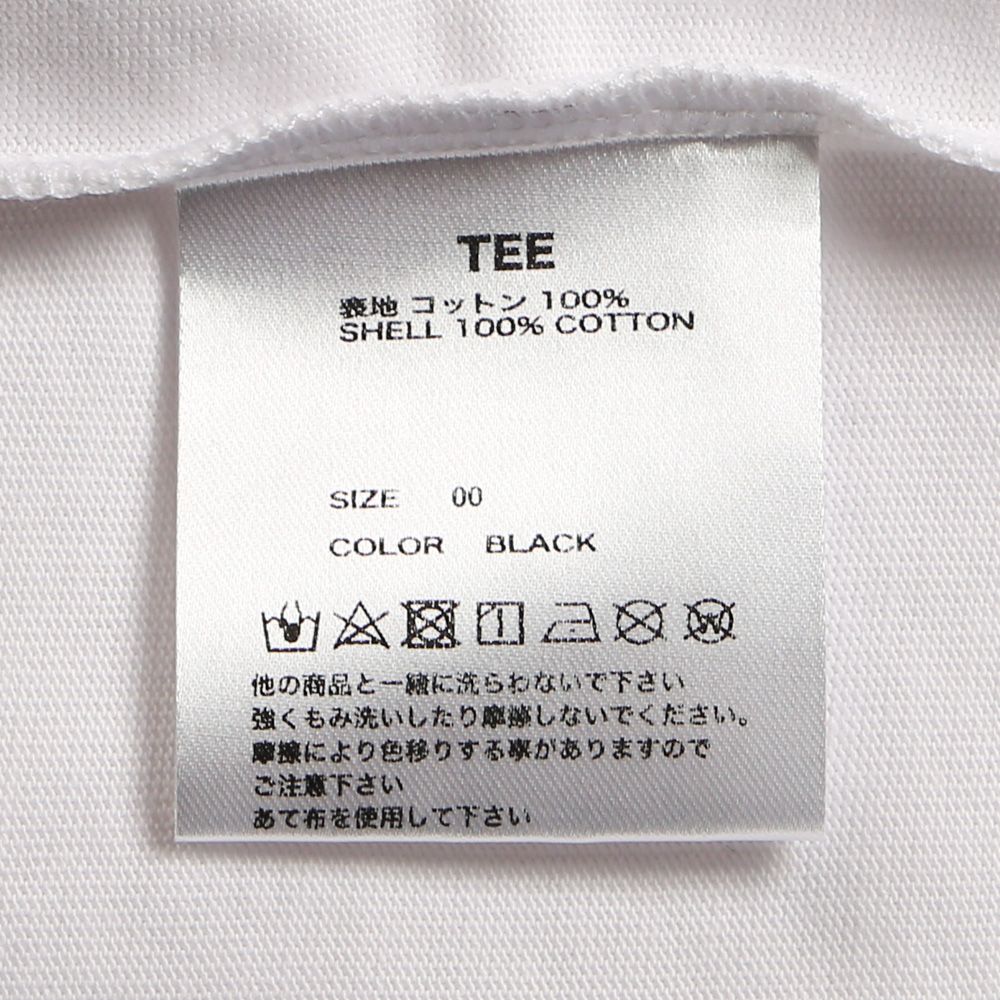 TEE
表地 コットン 100%
SHELL 100% COTTON
SIZE 00
COLOR BLACK
他の商品と一緒に洗らわないで下さい
強くもみ洗いしたり摩擦しないでください。
摩擦により色移りする事がありますので
ご注意下さい
あて布を使用して下さい